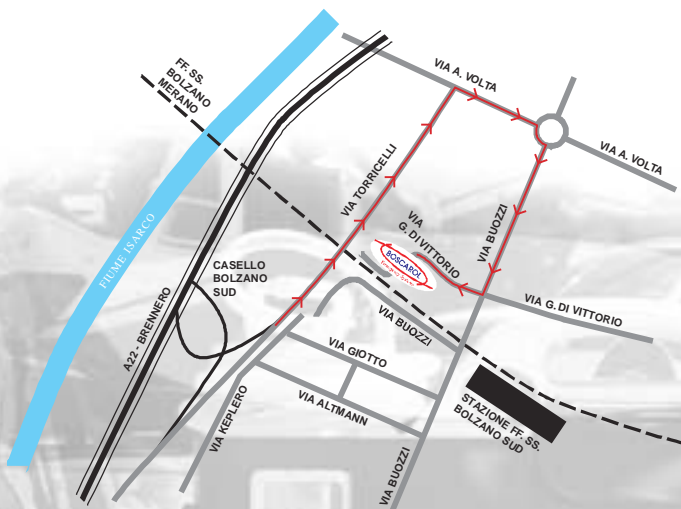 FF. SS.
BOLZANO
MERANO
VIA A. VOLTA
VIA A. VOLTA
VIA TORRICELLI
VIA
G. DI VITTORIO
VIA BUOZZI
BOSCAROL
FIUME ISARCO
CASELLO
BOLZANO
SUD
A22 - BRENNERO
VIA G. DI VITTORIO
VIA BUOZZI
VIA GIOTTO
VIA ALTMANN
VIA KEPLERO
STAZIONE FF. SS.
BOLZANO SUD
VIA BUOZZI